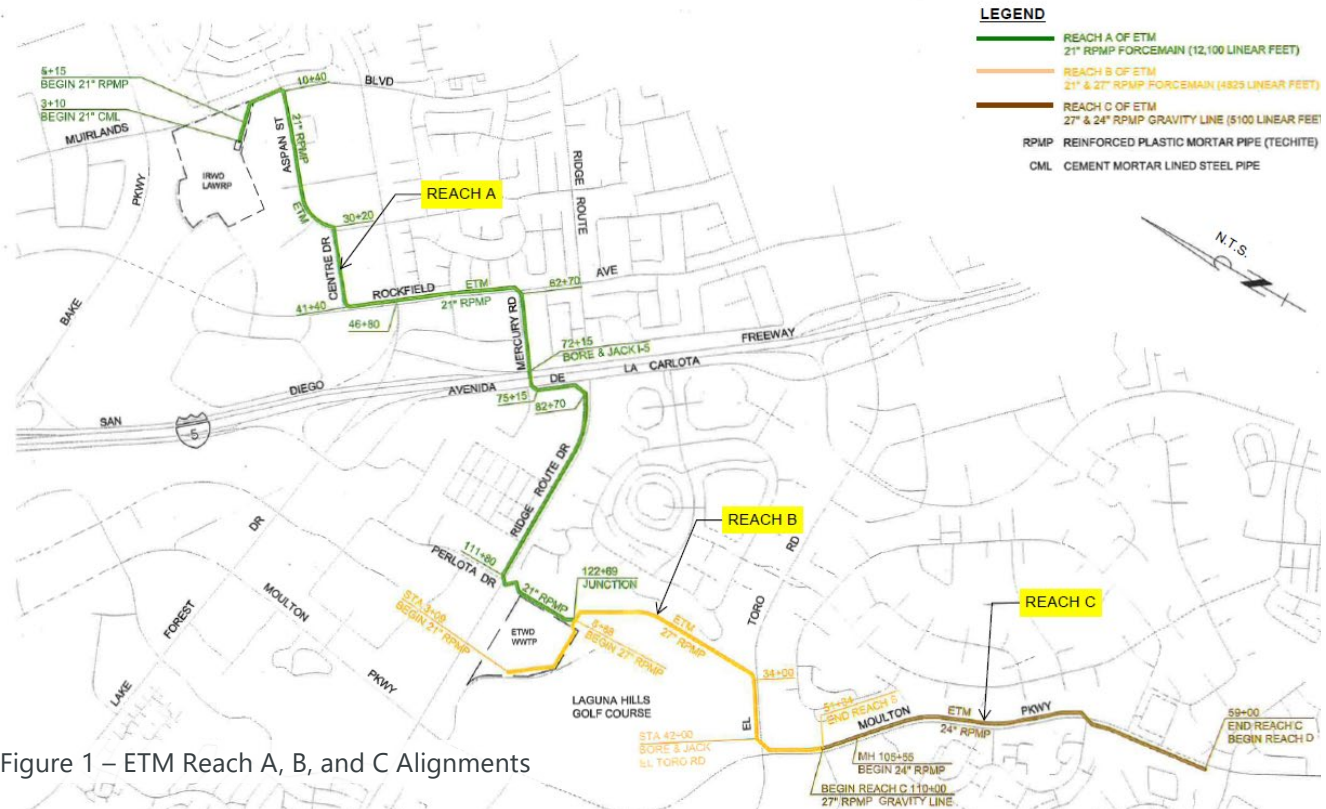 LEGEND
REACH A OF ETM
21" RPMP FORCEMAIN (12,100 LINEAR FEET)
REACH B OF ETM
21" & 27" RPMP FORCEMAIN (4825 LINEAR FEET)
REACH C OF ETM
27" & 24" RPMP GRAVITY LINE (5100 LINEAR FEET
RPMP REINFORCED PLASTIC MORTAR PIPE (TECHITE)
CML CEMENT MORTAR LINED STEEL PIPE
N.T.S.
5+15
BEGIN 21" RPMP
3+10
BEGIN 21" CML
10+40
BLVD
MUIRLANDS
ASPAN ST
21" RPMP
ETM
IRWD
LAWRP
PKWY
BAKE
REACH A
RIDGE ROUTE
30+20
CENTRE DR
41+40
ROCKFIELD
46+80
ETM
21" RPMP
62+70
AVE
MERCURY RD
72+15
BORE & JACK I-5
FREEWAY
SAN
DIEGO
5
AVENIDA
DE
LA CARLOTA
75+15
82+70
RIDGE ROUTE DR
REACH B
111+60
PERLOTA DR
21" RPMP
122+69
JUNCTION
STA 3+09
BEGIN 21" RPMP
ETWD
WWTP
BEGIN 27" RPMP
ETM
27" RPMP
DR
MOULTON
PKWY
LAKE
FOREST
LAGUNA HILLS
GOLF COURSE
TORO
RD
EL
34+00
REACH C
END REACH B
MOULTON
ETM
24" RPMP
PKWY
STA 42+00
BORE & JACK
EL TORO RD
MH 105+55
BEGIN 24" RPMP
BEGIN REACH C 110+00
27" RPMP GRAVITY LINE
59+00
END REACH C
BEGIN REACH D
Figure 1 – ETM Reach A, B, and C Alignments